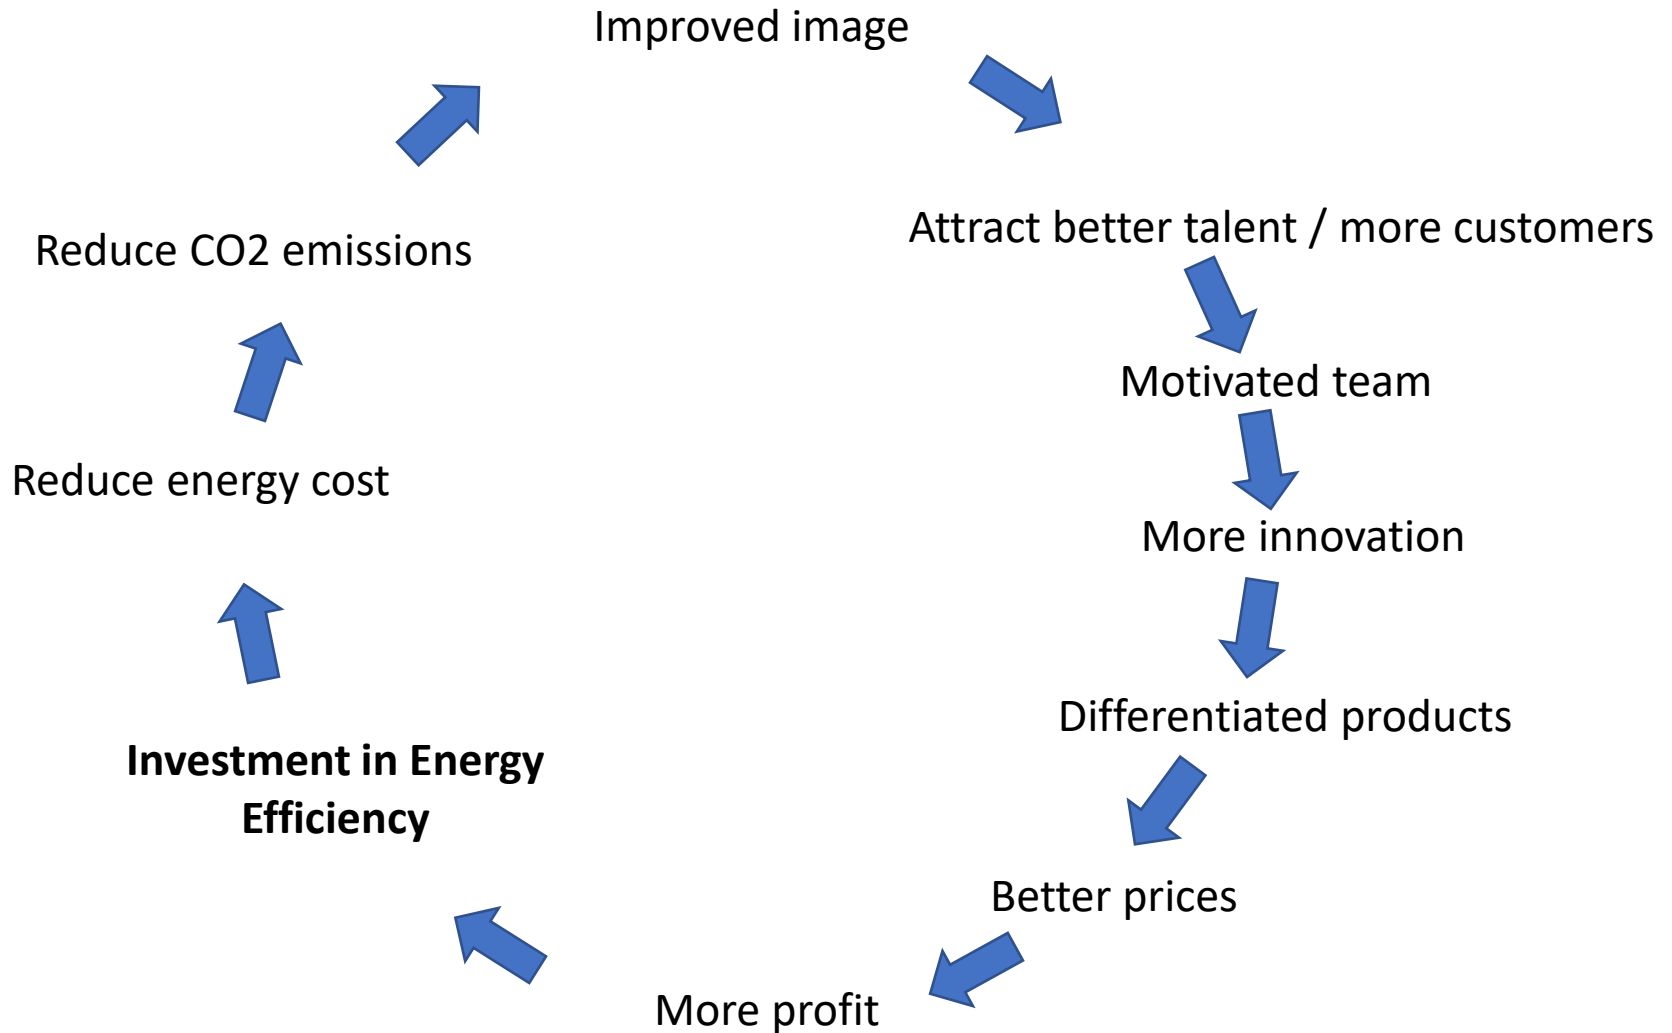 Improved image
Attract better talent / more customers
Reduce CO2 emissions
Motivated team
Reduce energy cost
More innovation
Differentiated products
Investment in Energy
Efficiency
Better prices
More profit